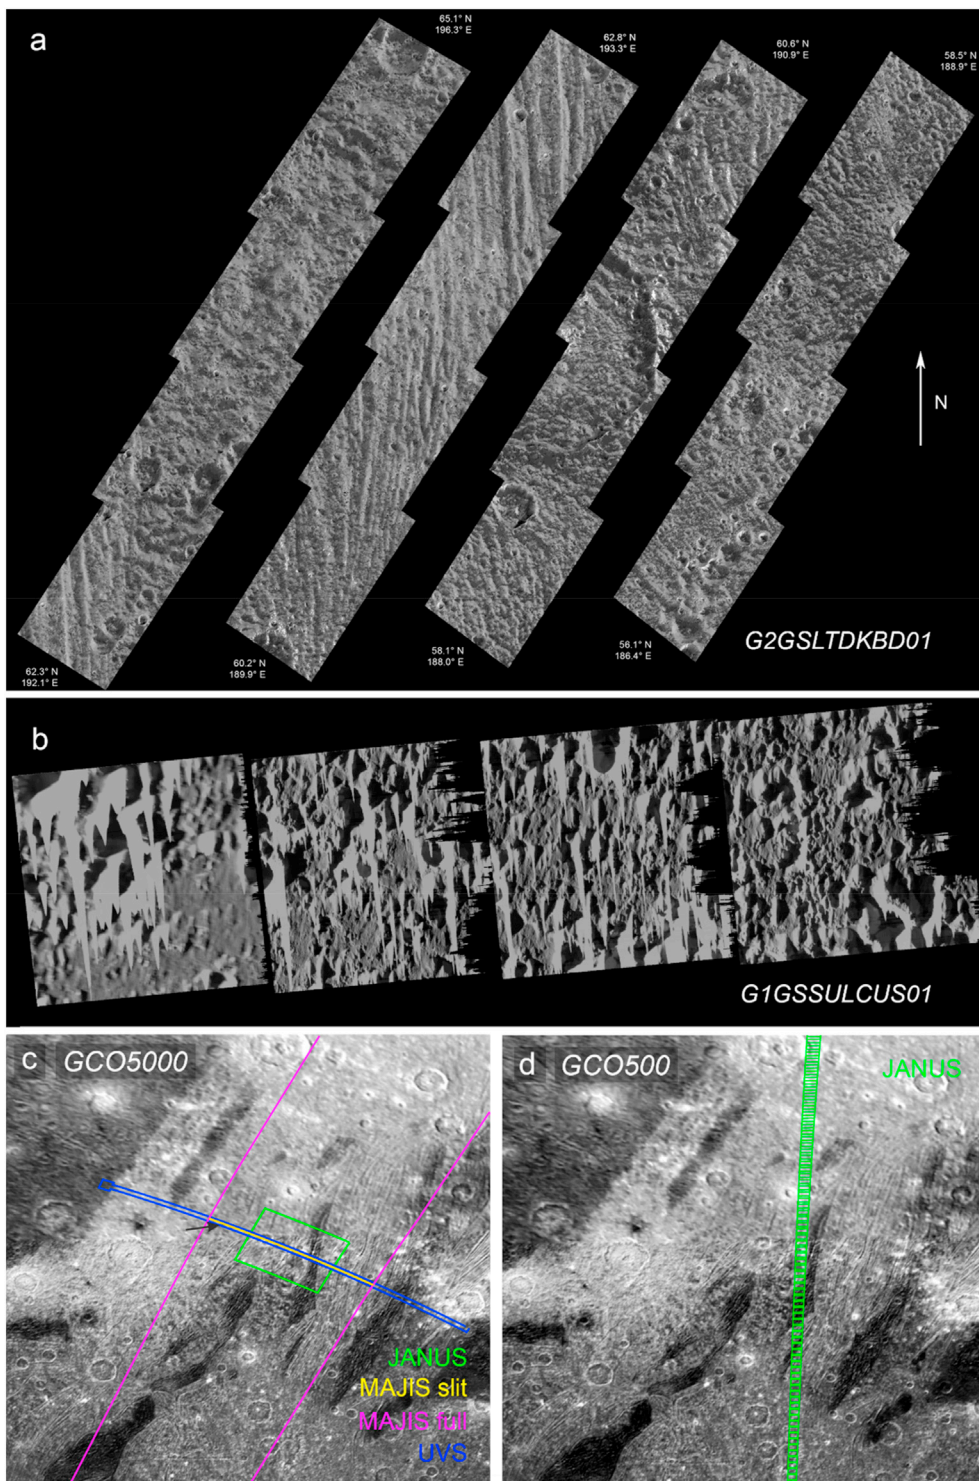 a
65.1° N
196.3° E
62.8° N
193.3° E
60.6° N
190.9° E
58.5° N
188.9° E
N
62.3° N
192.1° E
60.2° N
189.9° E
58.1° N
188.0° E
56.1° N
186.4° E
G2GSLTDKBD01
b
G1GSSULCUS01
c GCO5000
JANUS
MAJIS slit
MAJIS full
UVS
d GCO500
JANUS